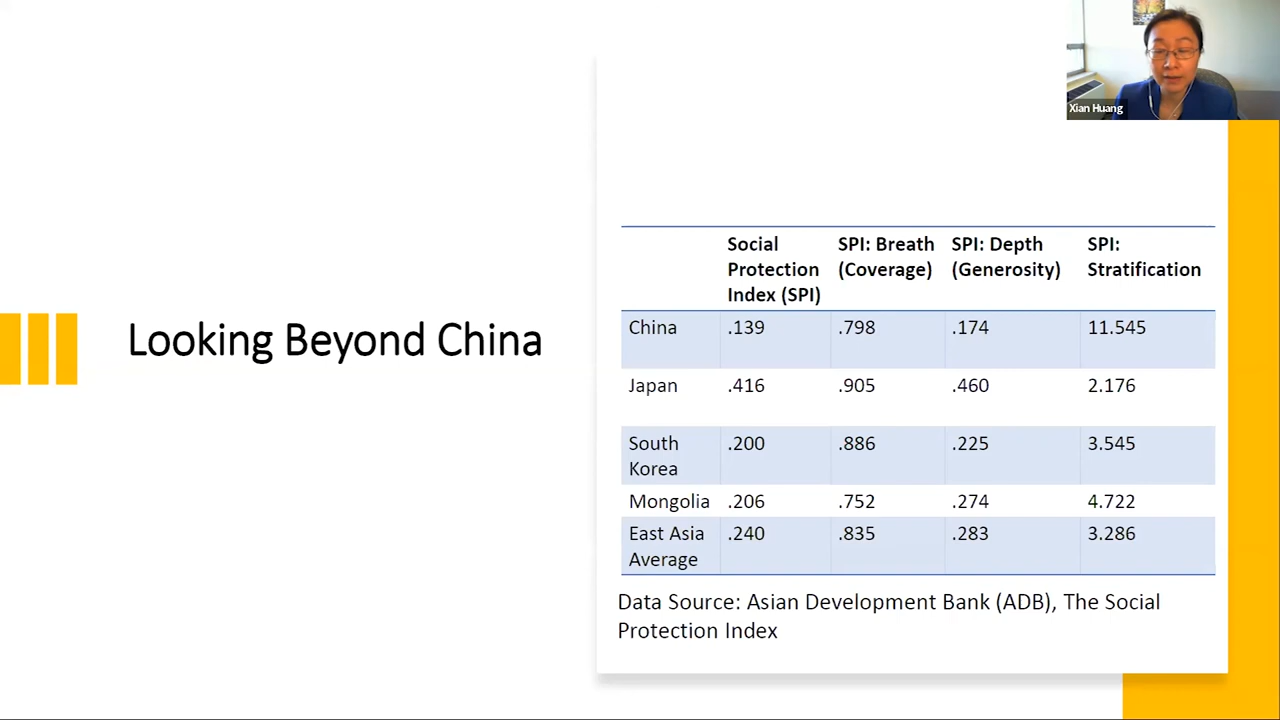 Xian Huang
Looking Beyond China
Social Protection Index (SPI) SPI: Breath (Coverage) SPI: Depth (Generosity) SPI: Stratification
China .139 .798 .174 11.545
Japan .416 .905 .460 2.176
South Korea .200 .886 .225 3.545
Mongolia .206 .752 .274 4.722
East Asia Average .240 .835 .283 3.286
Data Source: Asian Development Bank (ADB), The Social
Protection Index